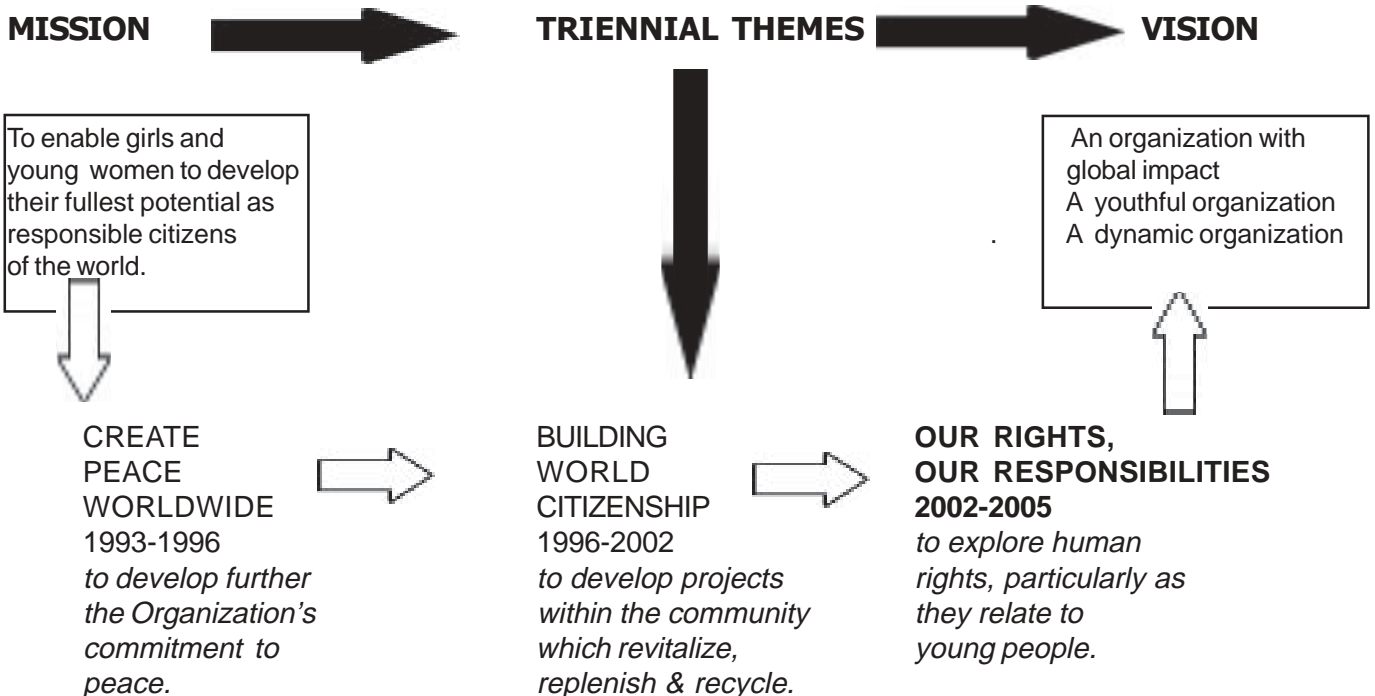 MISSION
TRIENNIAL THEMES
VISION
To enable girls and
young women to develop
their fullest potential as
responsible citizens
of the world.
An organization with
global impact
A youthful organization
. A dynamic organization
CREATE
PEACE
WORLDWIDE
1993-1996
to develop further
the Organization's
commitment to
peace.
BUILDING
WORLD
CITIZENSHIP
1996-2002
to develop projects
within the community
which revitalize,
replenish & recycle.
OUR RIGHTS,
OUR RESPONSIBILITIES
2002-2005
to explore human
rights, particularly as
they relate to
young people.